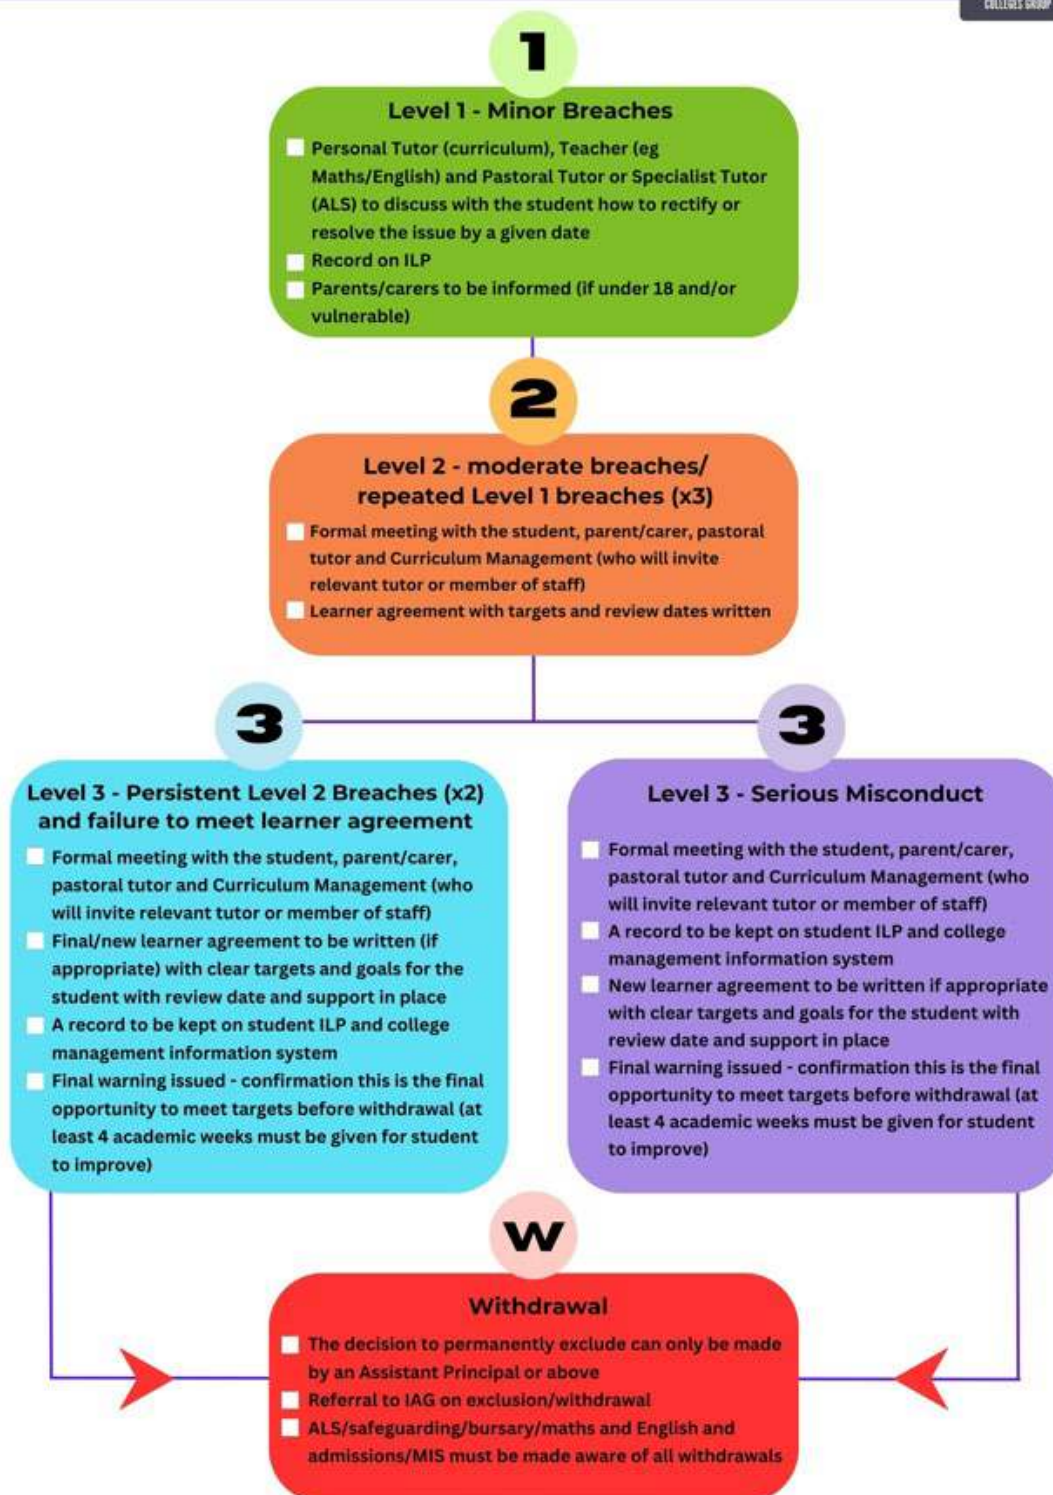 COLLEGES GROUP
1
Level 1 - Minor Breaches
Personal Tutor (curriculum), Teacher (eg
Maths/English) and Pastoral Tutor or Specialist Tutor
(ALS) to discuss with the student how to rectify or
resolve the issue by a given date
Record on ILP
Parents/carers to be informed (if under 18 and/or
vulnerable)
2
Level 2 - moderate breaches/
repeated Level 1 breaches (x3)
Formal meeting with the student, parent/carer, pastoral
tutor and Curriculum Management (who will invite
relevant tutor or member of staff)
Learner agreement with targets and review dates written
3
Level 3 - Persistent Level 2 Breaches (x2)
and failure to meet learner agreement
Formal meeting with the student, parent/carer,
pastoral tutor and Curriculum Management (who
will invite relevant tutor or member of staff)
Final/new learner agreement to be written (if
appropriate) with clear targets and goals for the
student with review date and support in place
A record to be kept on student ILP and college
management information system
Final warning issued - confirmation this is the final
opportunity to meet targets before withdrawal (at
least 4 academic weeks must be given for student
to improve)
3
Level 3 - Serious Misconduct
Formal meeting with the student, parent/carer,
pastoral tutor and Curriculum Management (who
will invite relevant tutor or member of staff)
A record to be kept on student ILP and college
management information system
New learner agreement to be written if appropriate
with clear targets and goals for the student with
review date and support in place
Final warning issued - confirmation this is the final
opportunity to meet targets before withdrawal (at
least 4 academic weeks must be given for student
to improve)
W
Withdrawal
The decision to permanently exclude can only be made
by an Assistant Principal or above
Referral to IAG on exclusion/withdrawal
ALS/safeguarding/bursary/maths and English and
admissions/MIS must be made aware of all withdrawals